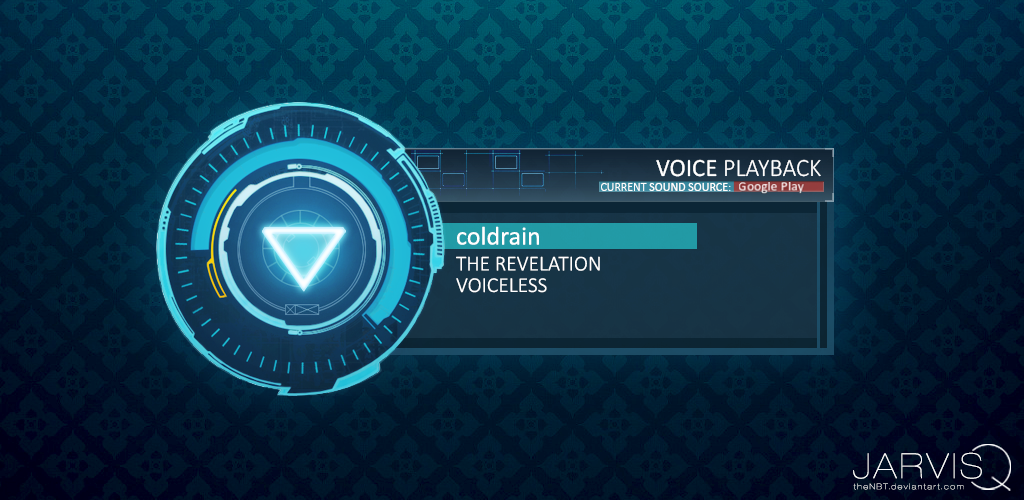 VOICE PLAYBACK
CURRENT SOUND SOURCE: Google Play
coldrain
THE REVELATION
VOICELESS
JARVIS
theNBT.deviantart.com